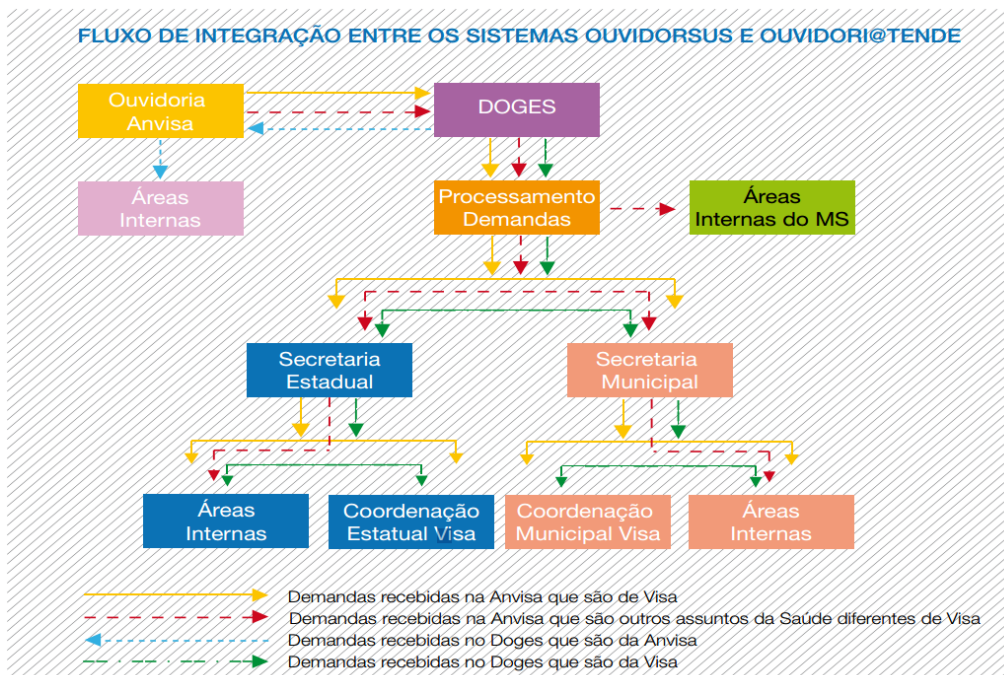 FLUXO DE INTEGRAÇÃO ENTRE OS SISTEMAS OUVIDORSUS E OUVIDORI@TENDE
Ouvidoria
Anvisa
DOGES
Áreas
Internas
Processamento
Demandas
Áreas
Internas do MS
Secretaria
Estadual
Secretaria
Municipal
Áreas
Internas
Coordenação
Estatual Visa
Coordenação
Municipal Visa
Áreas
Internas
Demandas recebidas na Anvisa que são de Visa
Demandas recebidas na Anvisa que são outros assuntos da Saúde diferentes de Visa
Demandas recebidas no Doges que são da Anvisa
Demandas recebidas no Doges que são da Visa